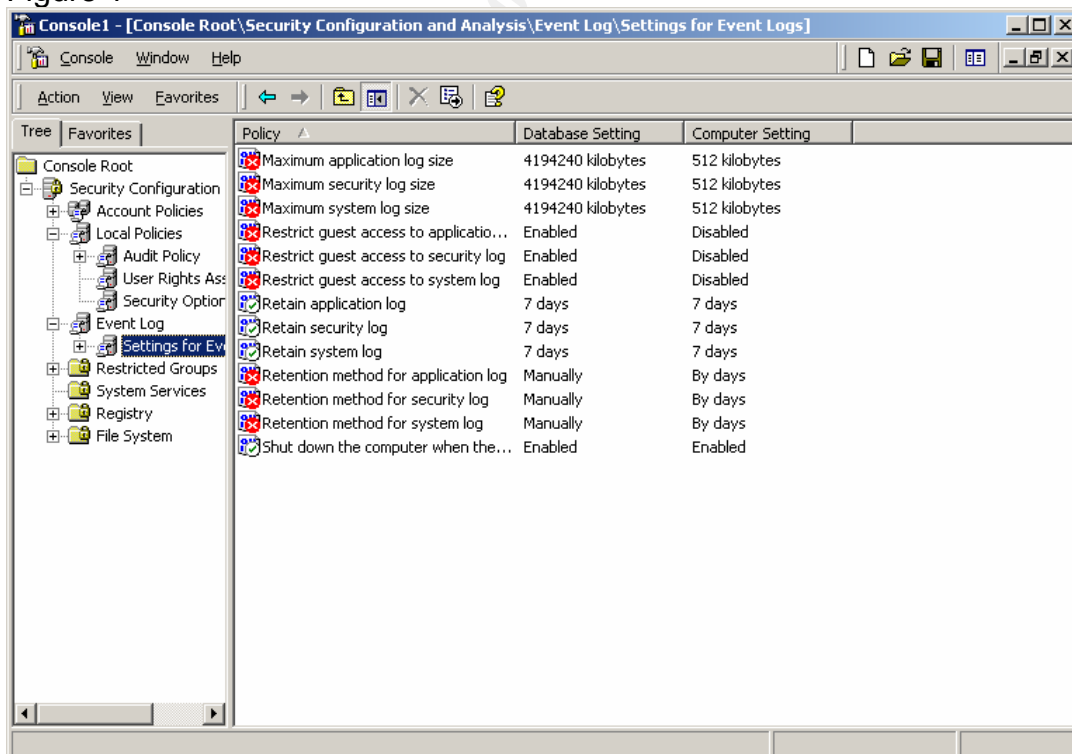 Console1 - [Console Root\Security Configuration and Analysis\Event Log\Settings for Event Logs]
Console Window Help
Action View Favorites
Tree Favorites
Policy Database Setting Computer Setting
Console Root
Security Configuration
Account Policies
Local Policies
Audit Policy
User Rights Ass
Security Option
Event Log
Settings for Eve
Restricted Groups
System Services
Registry
File System
Maximum application log size 4194240 kilobytes 512 kilobytes
Maximum security log size 4194240 kilobytes 512 kilobytes
Maximum system log size 4194240 kilobytes 512 kilobytes
Restrict guest access to applicatio... Enabled Disabled
Restrict guest access to security log Enabled Disabled
Restrict guest access to system log Enabled Disabled
Retain application log 7 days 7 days
Retain security log 7 days 7 days
Retain system log 7 days 7 days
Retention method for application log Manually By days
Retention method for security log Manually By days
Retention method for system log Manually By days
Shut down the computer when the... Enabled Enabled